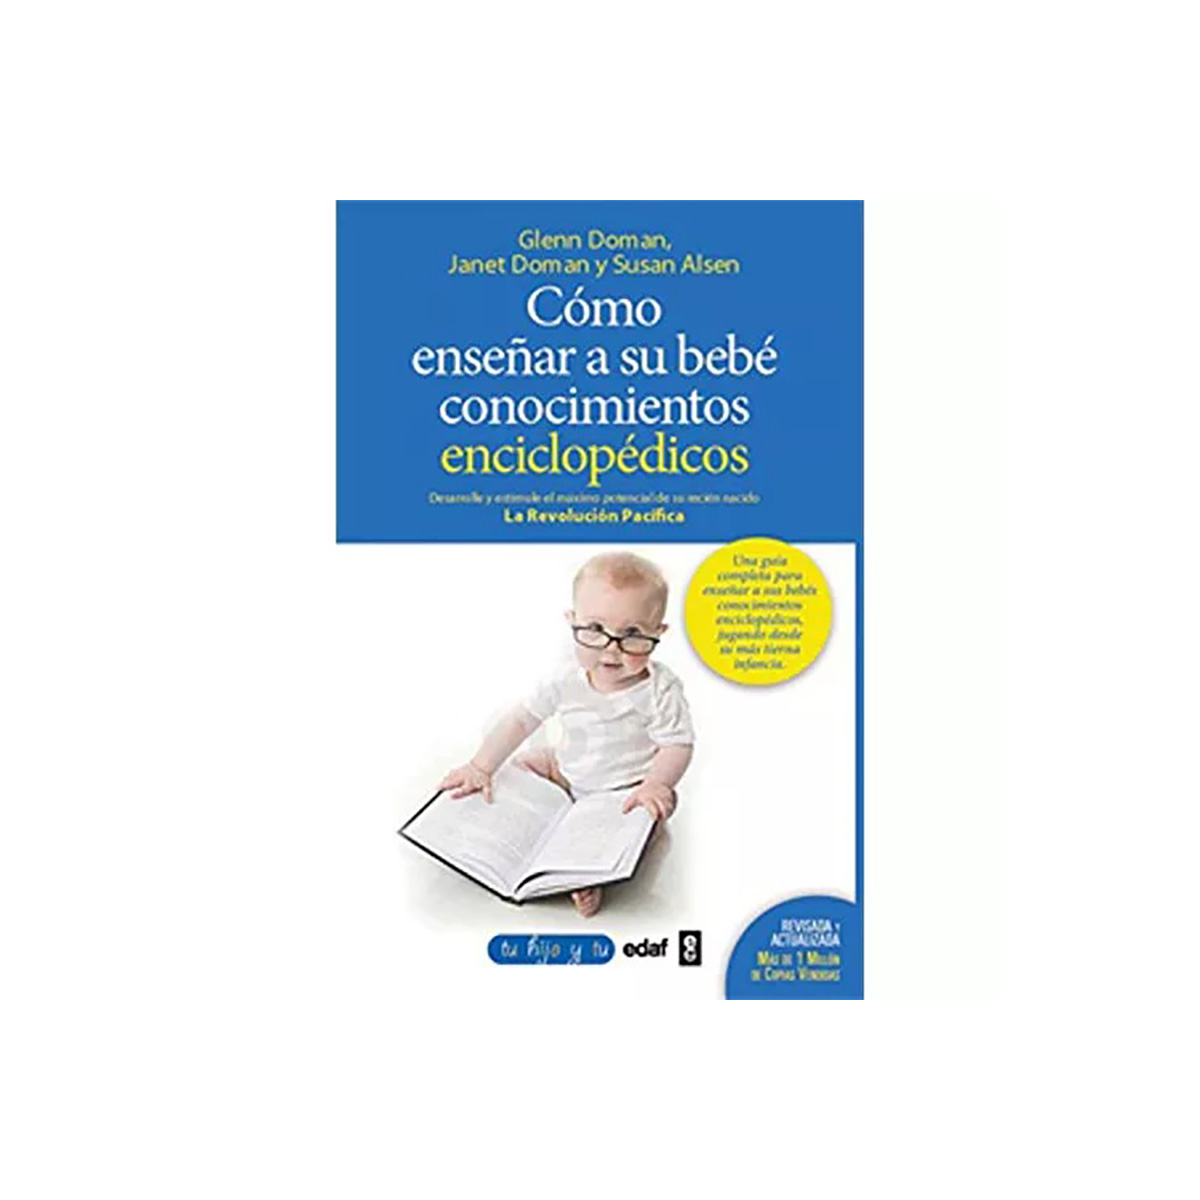 Glenn Doman,
Janet Doman y Susan Alsen
Cómo
enseñar a su bebé
conocimientos
enciclopédicos
Desarrolle y estimule el máximo potencial de su recién nacido
La Revolución Pacífica
Una guía
completa para
enseñar a sus bebés
conocimientos
enciclopédicos,
jugando desde
su más tierna
infancia.
tu hijo y tu edaf
REVISADA Y
ACTUALIZADA
MÁS DE 1 MILLÓN
DE COPIAS VENDIDAS